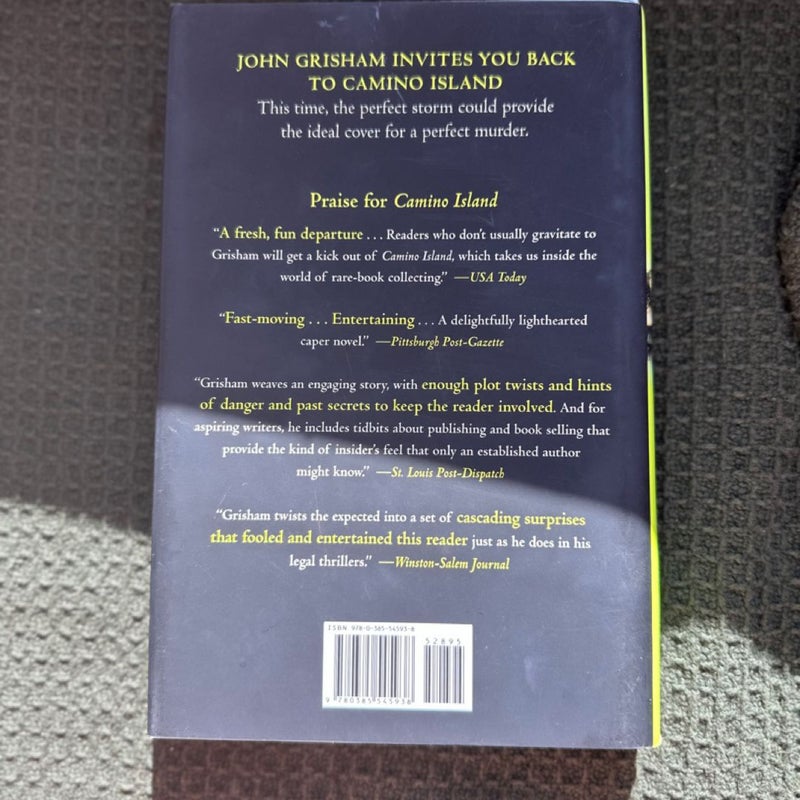 JOHN GRISHAM INVITES YOU BACK
TO CAMINO ISLAND
This time, the perfect storm could provide
the ideal cover for a perfect murder.
Praise for Camino Island
“A fresh, fun departure . . . Readers who don’t usually gravitate to
Grisham will get a kick out of Camino Island, which takes us inside the
world of rare-book collecting.” —USA Today
“Fast-moving . . . Entertaining . . . A delightfully lighthearted
caper novel.” —Pittsburgh Post-Gazette
“Grisham weaves an engaging story, with enough plot twists and hints
of danger and past secrets to keep the reader involved. And for
aspiring writers, he includes tidbits about publishing and book selling that
provide the kind of insider’s feel that only an established author
might know.” —St. Louis Post-Dispatch
“Grisham twists the expected into a set of cascading surprises
that fooled and entertained this reader just as he does in his
legal thrillers.” —Winston-Salem Journal
ISBN 978-0-385-54593-8
52895
9 780385 545938